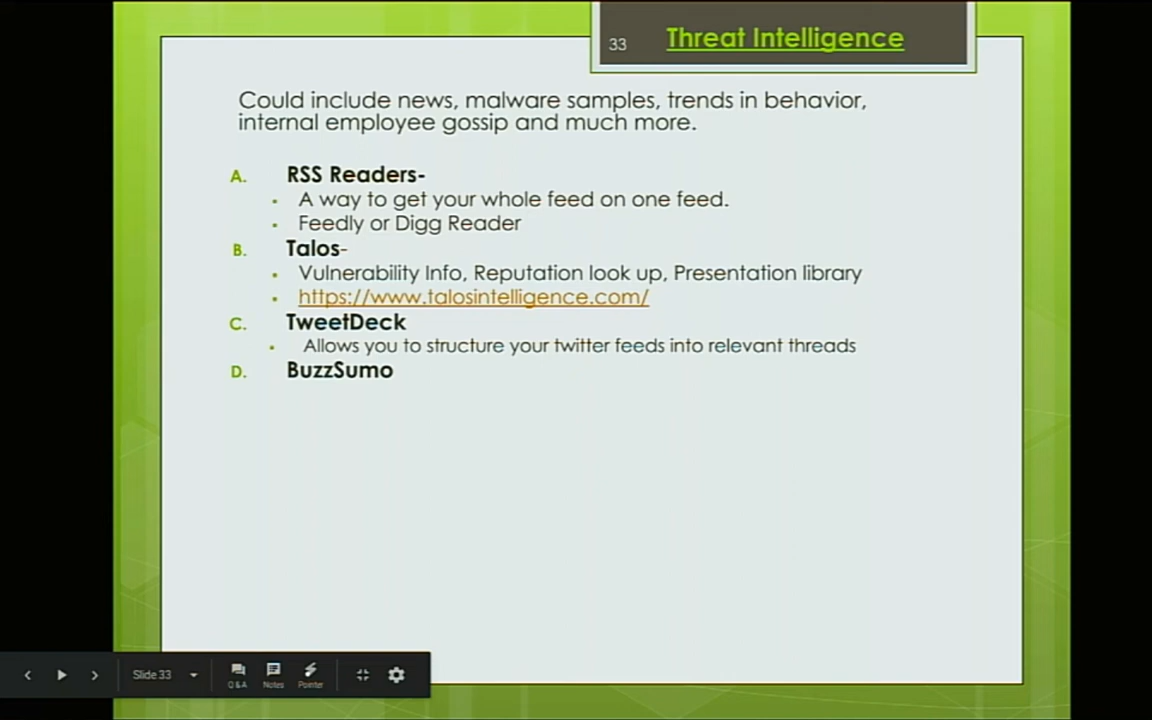 33
Threat Intelligence
Could include news, malware samples, trends in behavior,
internal employee gossip and much more.
A. RSS Readers-
▪ A way to get your whole feed on one feed.
▪ Feedly or Digg Reader
B. Talos-
▪ Vulnerability Info, Reputation look up, Presentation library
▪ https://www.talosintelligence.com/
C. TweetDeck
▪ Allows you to structure your twitter feeds into relevant threads
D. BuzzSumo
Slide 33
Q&A Notes Pointer